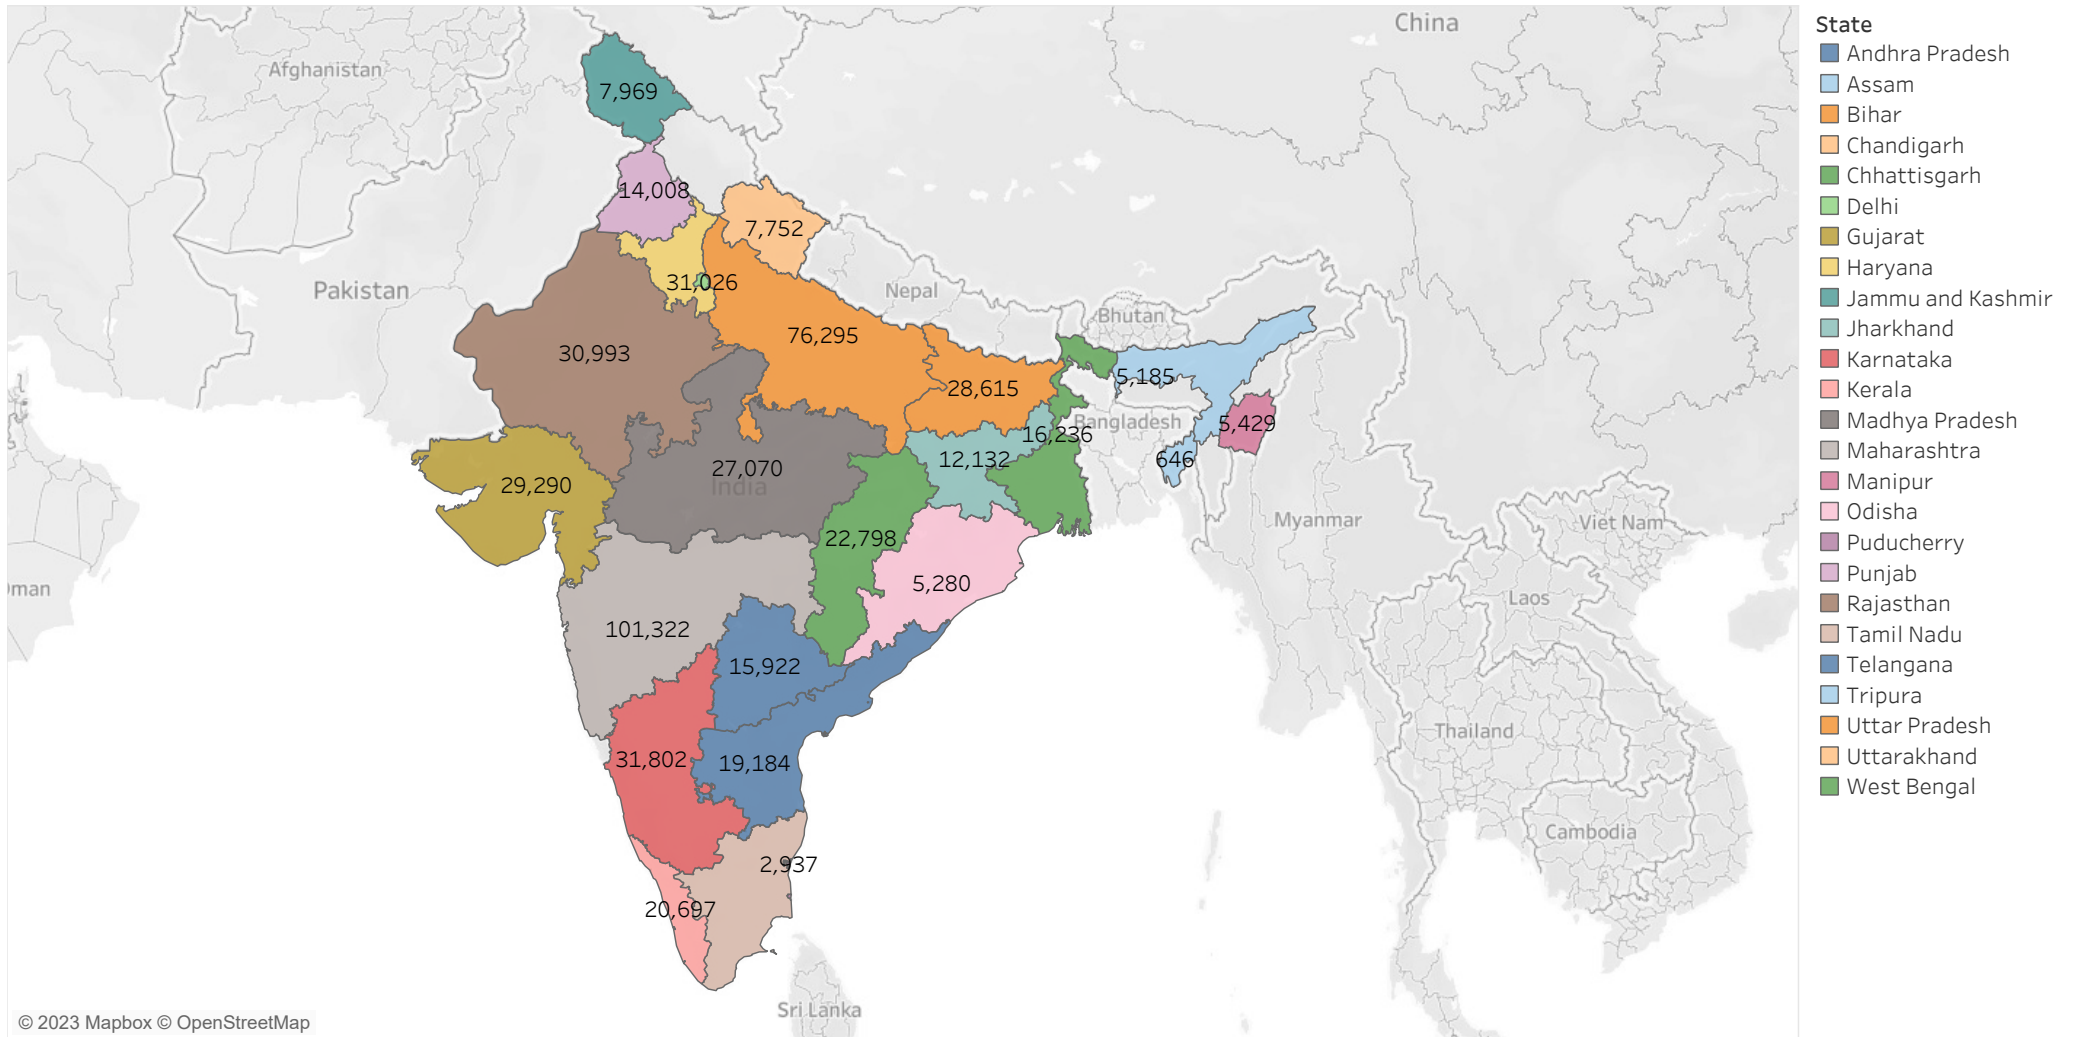 China
Afghanistan
7,969
14,008
7,752
31,026
Pakistan
Nepal
Bhutan
76,295
30,993
5,185
28,615
Bangladesh
5,429
16,236
12,132
646
27,070
India
29,290
Myanmar
Viet Nam
22,798
5,280
Oman
Laos
101,322
15,922
Thailand
31,802
19,184
Cambodia
2,937
20,697
Sri Lanka
© 2023 Mapbox © OpenStreetMap
State
Andhra Pradesh
Assam
Bihar
Chandigarh
Chhattisgarh
Delhi
Gujarat
Haryana
Jammu and Kashmir
Jharkhand
Karnataka
Kerala
Madhya Pradesh
Maharashtra
Manipur
Odisha
Puducherry
Punjab
Rajasthan
Tamil Nadu
Telangana
Tripura
Uttar Pradesh
Uttarakhand
West Bengal